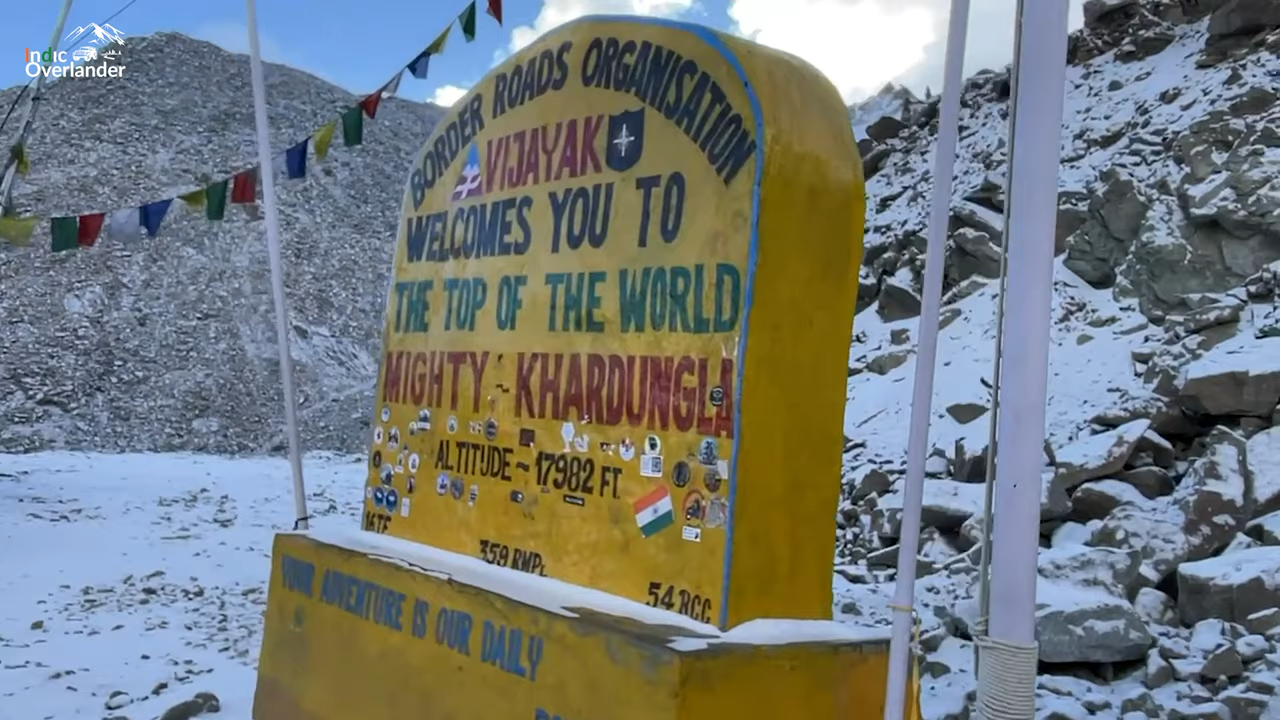 Indic
Overlander
BORDER ROADS ORGANISATION
VIJAYAK
WELCOMES YOU TO
THE TOP OF THE WORLD
MIGHTY ~ KHARDUNGLA
ALTITUDE ~ 17982 FT
16TF
359 RMPL
54 RCC
YOUR ADVENTURE IS OUR DAILY